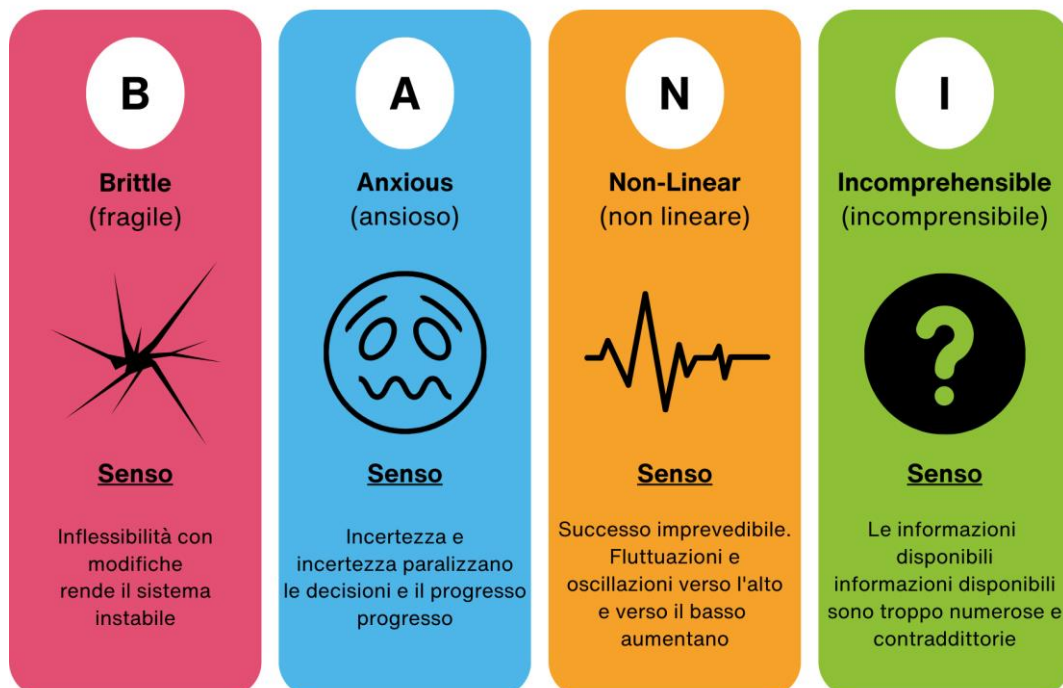 B
Brittle
(fragile)
Senso
Inflessibilità con
modifiche
rende il sistema
instabile
A
Anxious
(ansioso)
Senso
Incertezza e
incertezza paralizzano
le decisioni e il progresso
progresso
N
Non-Linear
(non lineare)
Senso
Successo imprevedibile.
Fluttuazioni e
oscillazioni verso l'alto
e verso il basso
aumentano
I
Incomprehensible
(incomprensibile)
?
Senso
Le informazioni
disponibili
informazioni disponibili
sono troppo numerose e
contraddittorie